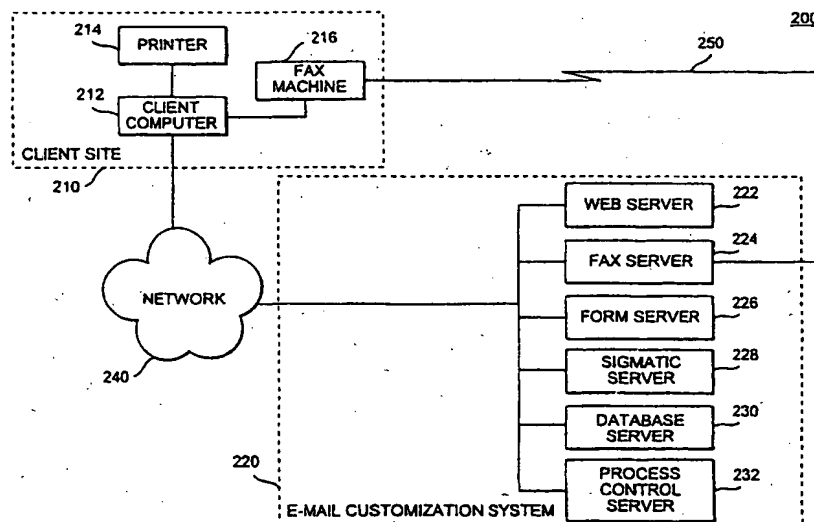 200
214
PRINTER
216
FAX
MACHINE
250
212
CLIENT
COMPUTER
CLIENT SITE
210
WEB SERVER
222
224
FAX SERVER
NETWORK
FORM SERVER
226
240
SIGMATIC
SERVER
228
DATABASE
SERVER
230
220
PROCESS
CONTROL
SERVER
232
E-MAIL CUSTOMIZATION SYSTEM